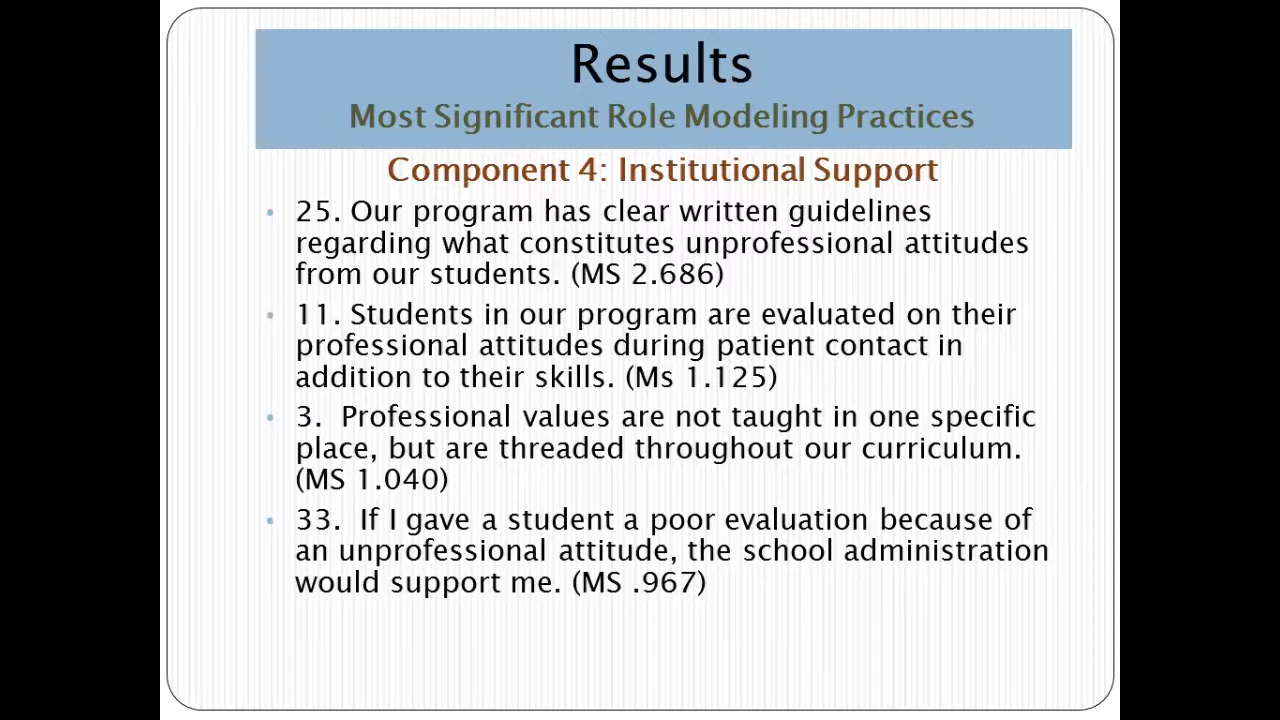 Results
Most Significant Role Modeling Practices
Component 4: Institutional Support
• 25. Our program has clear written guidelines
regarding what constitutes unprofessional attitudes
from our students. (MS 2.686)
• 11. Students in our program are evaluated on their
professional attitudes during patient contact in
addition to their skills. (Ms 1.125)
• 3.  Professional values are not taught in one specific
place, but are threaded throughout our curriculum.
(MS 1.040)
• 33.  If I gave a student a poor evaluation because of
an unprofessional attitude, the school administration
would support me. (MS .967)